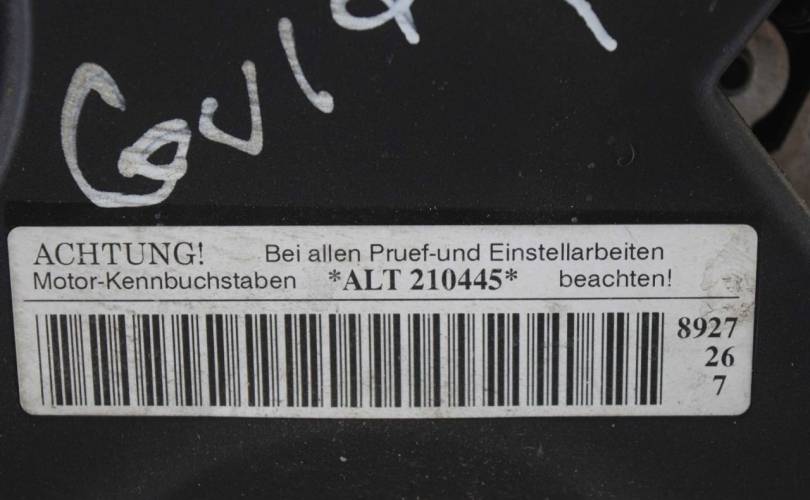 ACHTUNG! Bei allen Pruef-und Einstellarbeiten
Motor-Kennbuchstaben *ALT 210445* beachten!
8927
26
7